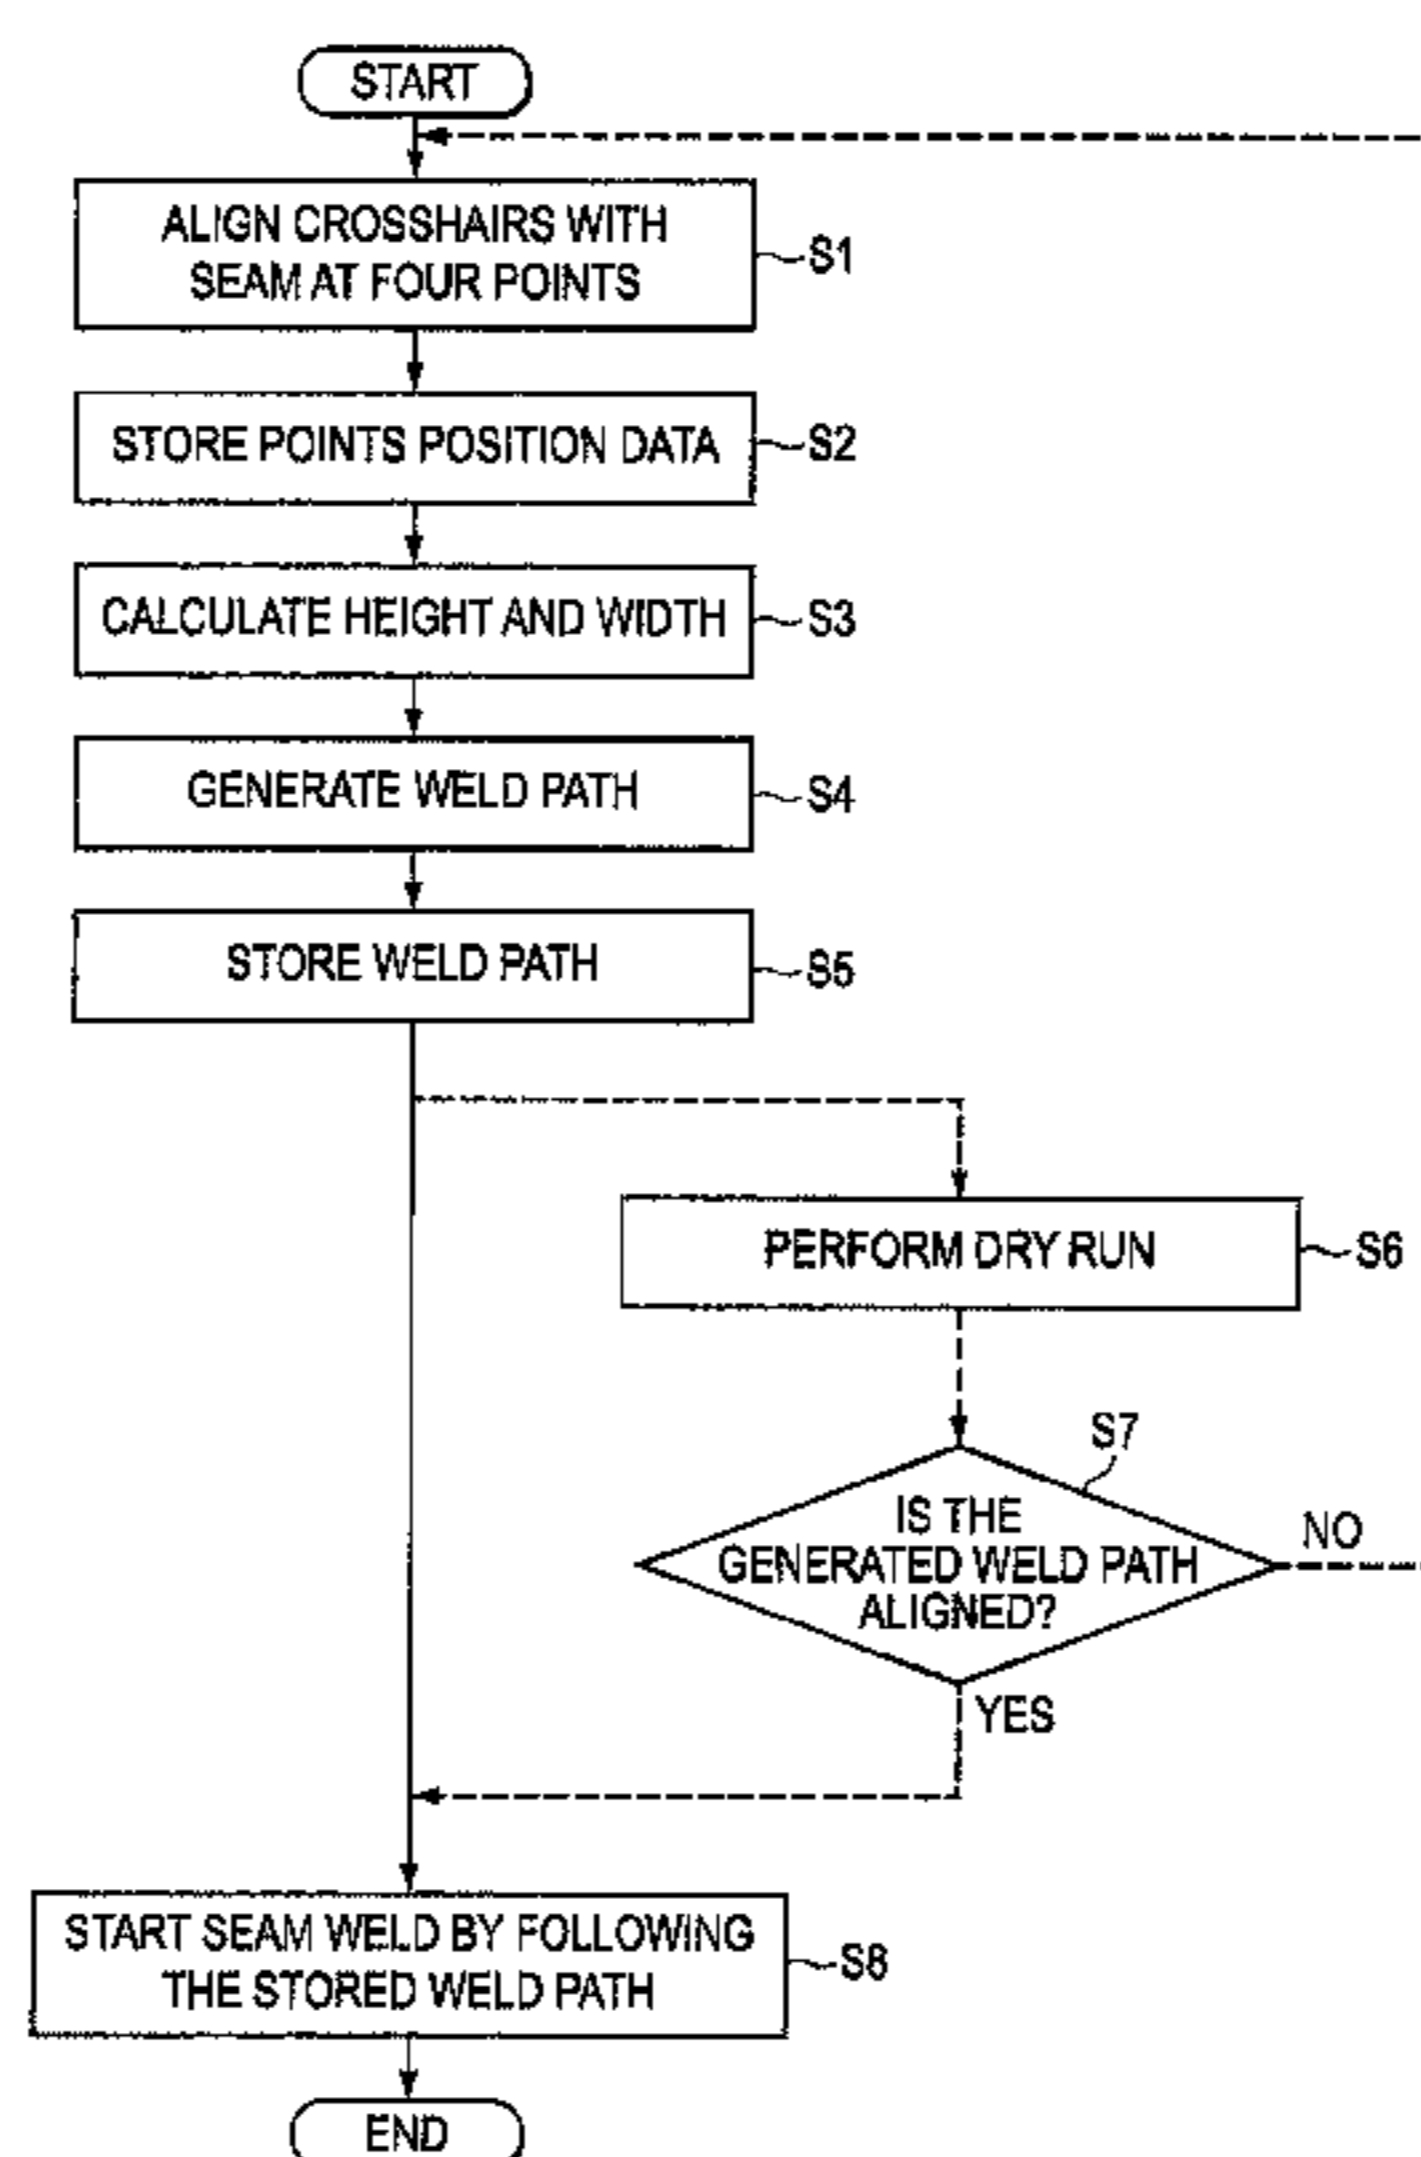 START
ALIGN CROSSHAIRS WITH
SEAM AT FOUR POINTS
S1
STORE POINTS POSITION DATA
S2
CALCULATE HEIGHT AND WIDTH
S3
GENERATE WELD PATH
S4
STORE WELD PATH
S5
PERFORM DRY RUN
S6
S7
IS THE
GENERATED WELD PATH
ALIGNED?
NO
YES
START SEAM WELD BY FOLLOWING
THE STORED WELD PATH
S8
END